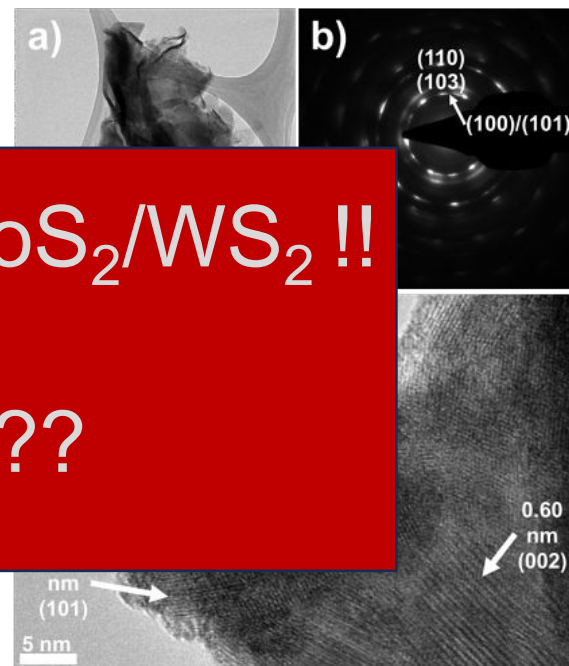 a)
b)
(110)
(103)
(100)/(101)
oS₂/WS₂ !!
??
0.60
nm
(002)
nm
(101)
5 nm